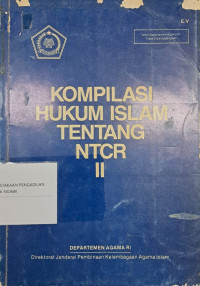 E.V
KOMPILASI
HUKUM ISLAM
TENTANG
NTCR
II
DEPARTEMEN AGAMA RI
Direktorat Jenderal Pembinaan Kelembagaan Agama Islam